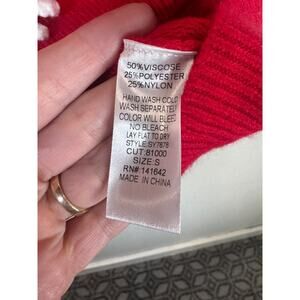 50%VISCOSE
25%POLYESTER
25%NYLON
HAND WASH COLD
WASH SEPARATELY
COLOR WILL BLEED
NO BLEACH
LAY FLAT TO DRY
STYLE:SY7878
CUT:81000
SIZE:S
RN# 141642
MADE IN CHINA